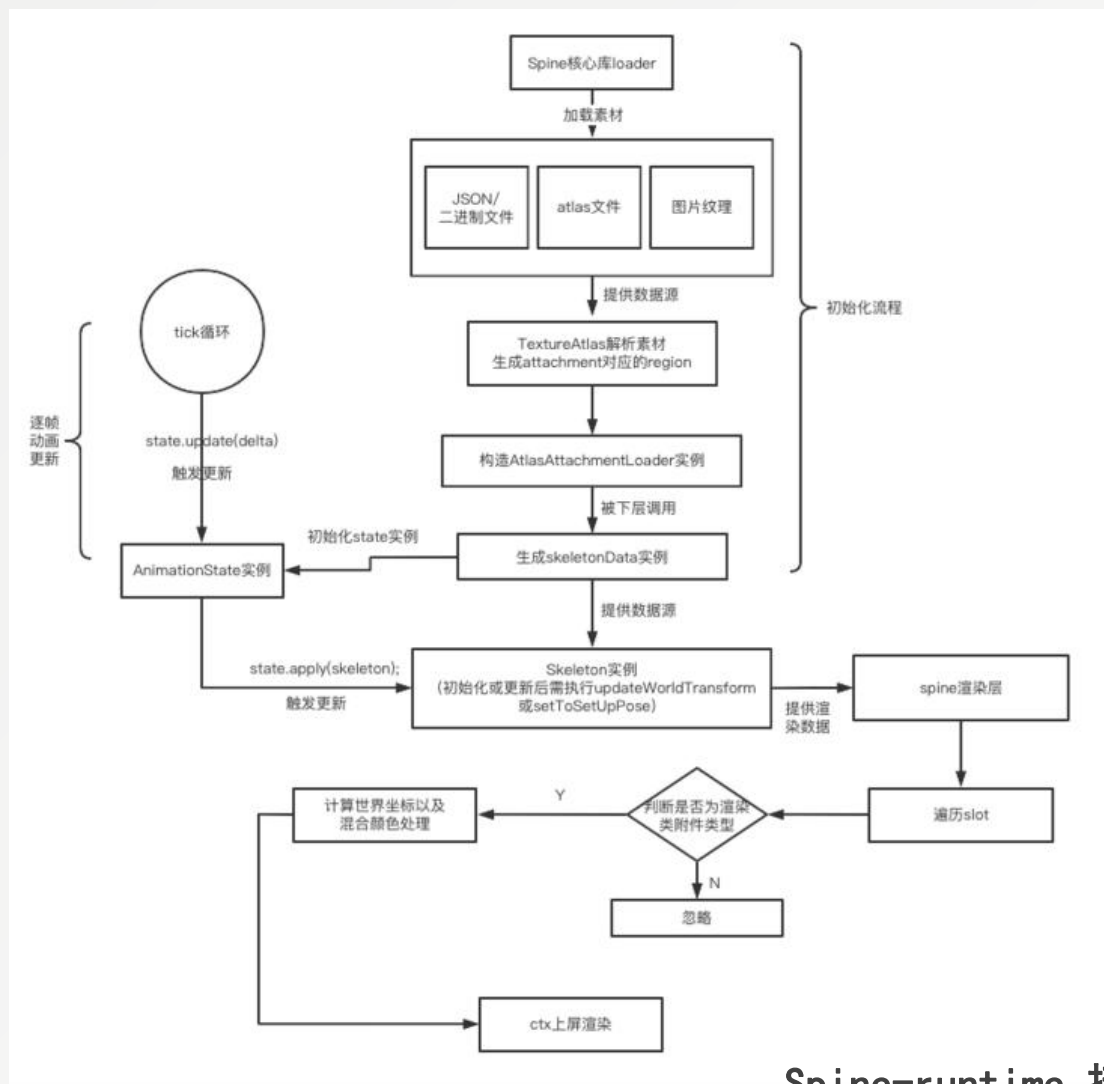 Spine核心库loader
加载素材
JSON/
二进制文件
atlas文件
图片纹理
提供数据源
初始化流程
tick循环
TextureAtlas解析素材
生成attachment对应的region
逐帧
动画
更新
state.update(delta)
触发更新
构造AtlasAttachmentLoader实例
被下层调用
初始化state实例
生成skeletonData实例
AnimationState实例
提供数据源
state.apply(skeleton);
触发更新
Skeleton实例
(初始化或更新后需执行updateWorldTransform
或setToSetUpPose)
提供渲
染数据
spine渲染层
计算世界坐标以及
混合颜色处理
Y
判断是否为渲染
类附件类型
遍历slot
N
忽略
ctx上屏渲染
Spine-runtime